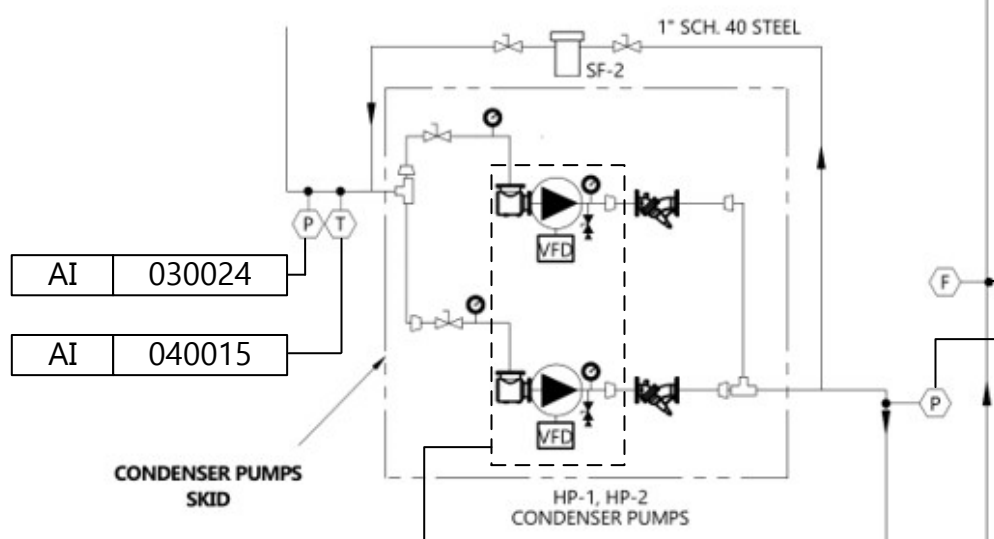 1" SCH. 40 STEEL
SF-2
P T
AI 030024
VFD
F
AI 040015
P
VFD
CONDENSER PUMPS
SKID
HP-1, HP-2
CONDENSER PUMPS